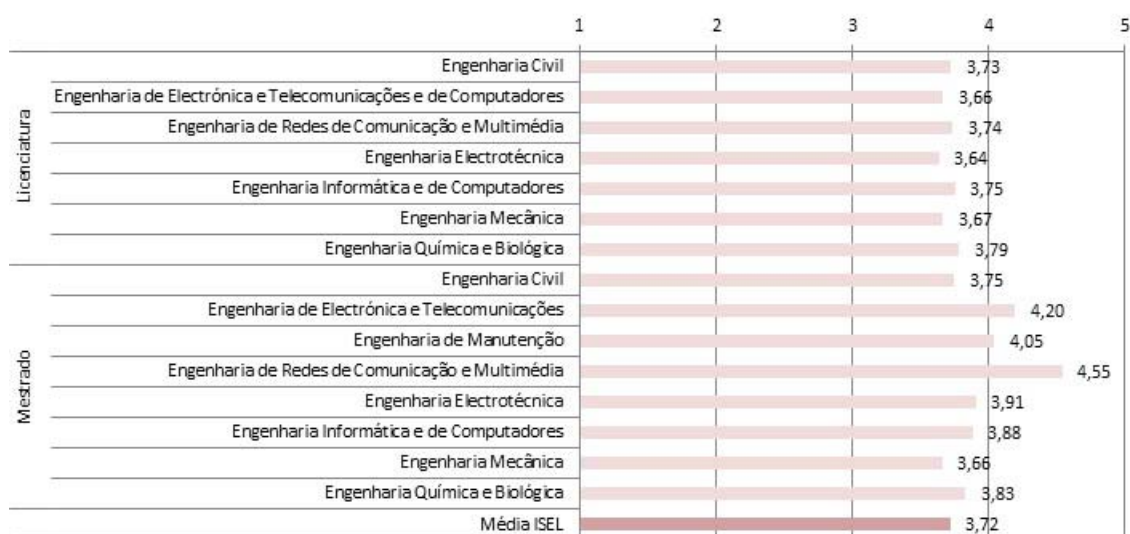 1 2 3 4 5
Licenciatura
Engenharia Civil 3,73
Engenharia de Electrónica e Telecomunicações e de Computadores 3,66
Engenharia de Redes de Comunicação e Multimédia 3,74
Engenharia Electrotécnica 3,64
Engenharia Informática e de Computadores 3,75
Engenharia Mecânica 3,67
Engenharia Química e Biológica 3,79
Mestrado
Engenharia Civil 3,75
Engenharia de Electrónica e Telecomunicações 4,20
Engenharia de Manutenção 4,05
Engenharia de Redes de Comunicação e Multimédia 4,55
Engenharia Electrotécnica 3,91
Engenharia Informática e de Computadores 3,88
Engenharia Mecânica 3,66
Engenharia Química e Biológica 3,83
Média ISEL 3,72